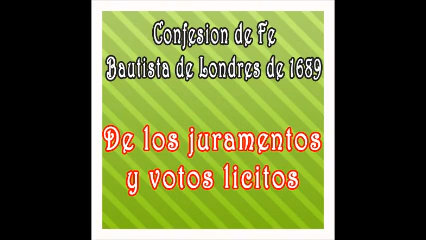 Confesion de Fe
Bautista de Londres de 1689
De los juramentos
y votos licitos